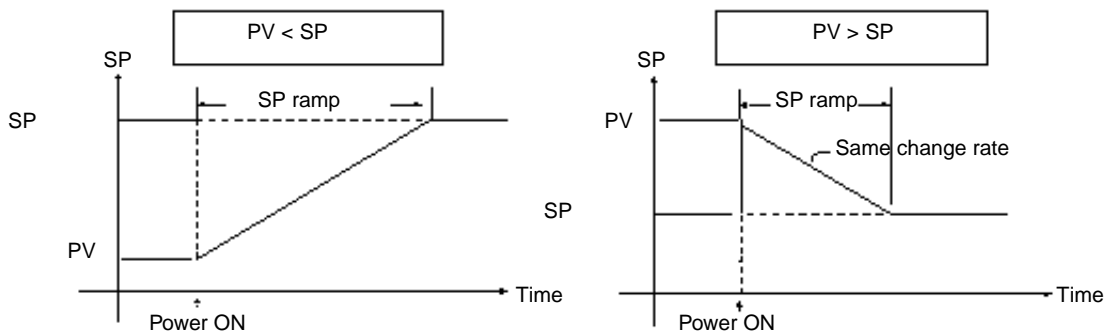 PV < SP
SP
SP ramp
SP
PV
Time
Power ON
PV > SP
SP
SP ramp
PV
Same change rate
SP
Time
Power ON